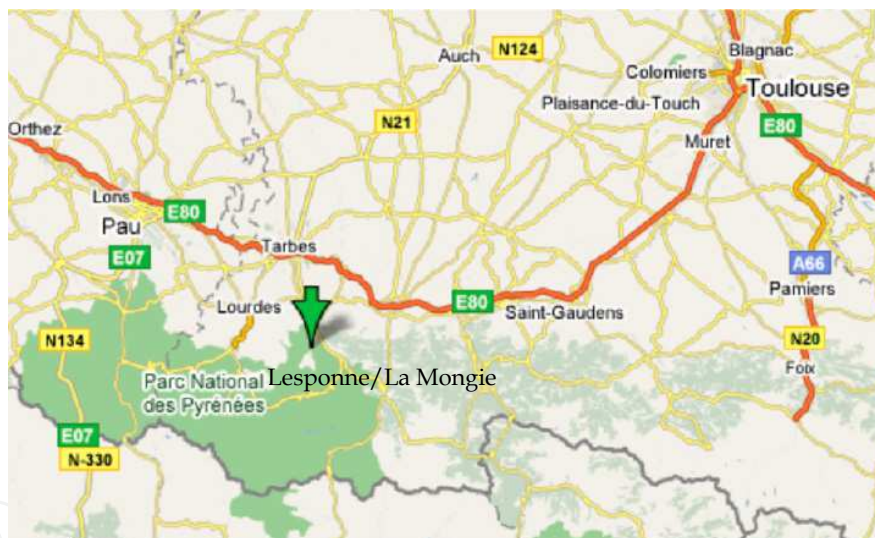 Blagnac
N124
Auch
Colomiers
Toulouse
Plaisance-du-Touch
N21
E80
Orthez
Muret
Lons
E80
Pau
Tarbes
E07
A66
Pamiers
Lourdes
E80
Saint-Gaudens
N134
N20
Foix
Lesponne/La Mongie
Parc National
des Pyrénées
E07
N-330